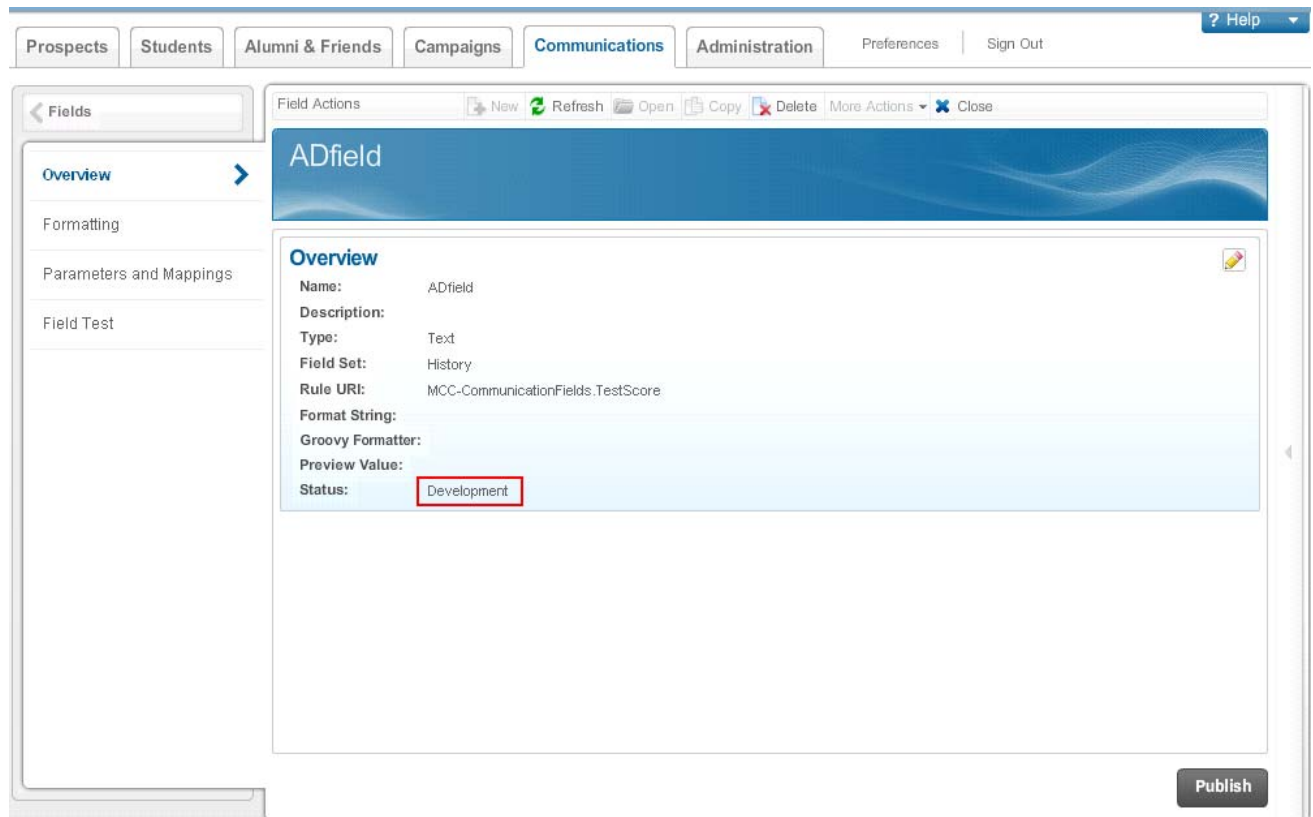 ? Help
Prospects Students Alumni & Friends Campaigns Communications Administration Preferences Sign Out
Fields
Field Actions New Refresh Open Copy Delete More Actions Close
ADfield
Overview
Formatting
Parameters and Mappings
Field Test
Overview
Name: ADfield
Description:
Type: Text
Field Set: History
Rule URI: MCC-CommunicationFields.TestScore
Format String:
Groovy Formatter:
Preview Value:
Status: Development
Publish